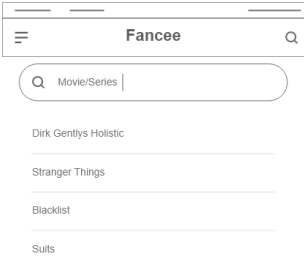 Fancee
Movie/Series
Dirk Gentlys Holistic
Stranger Things
Blacklist
Suits